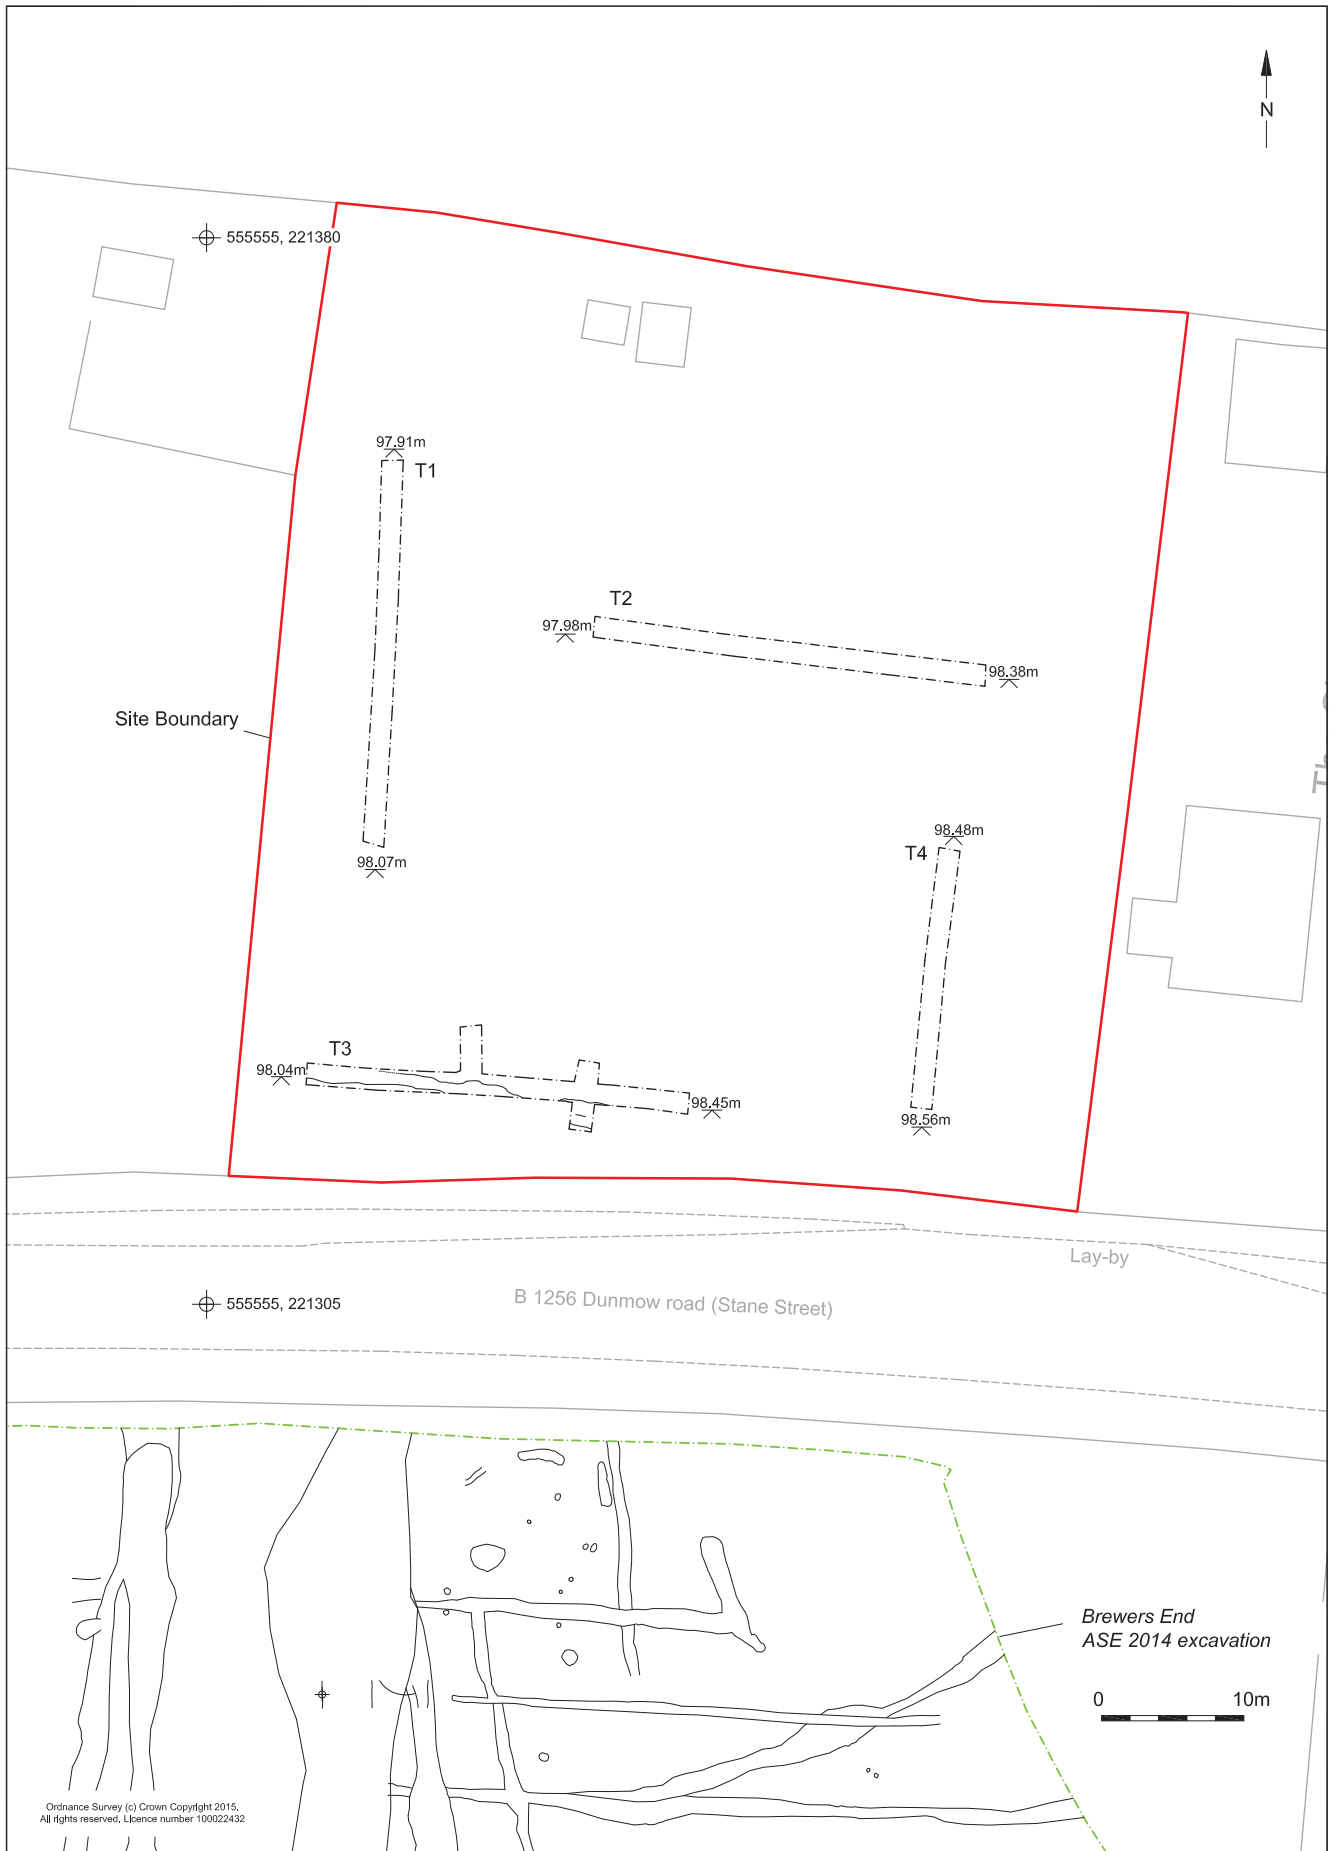 N
555555, 221380
97.91m
T1
T2
97.98m
98.38m
Site Boundary
98.48m
T4
98.07m
T3
98.04m
98.45m
98.56m
Lay-by
555555, 221305
B 1256 Dunmow road (Stane Street)
Brewers End
ASE 2014 excavation
0 10m
Ordnance Survey (c) Crown Copyright 2015,
All rights reserved, Licence number 100022432